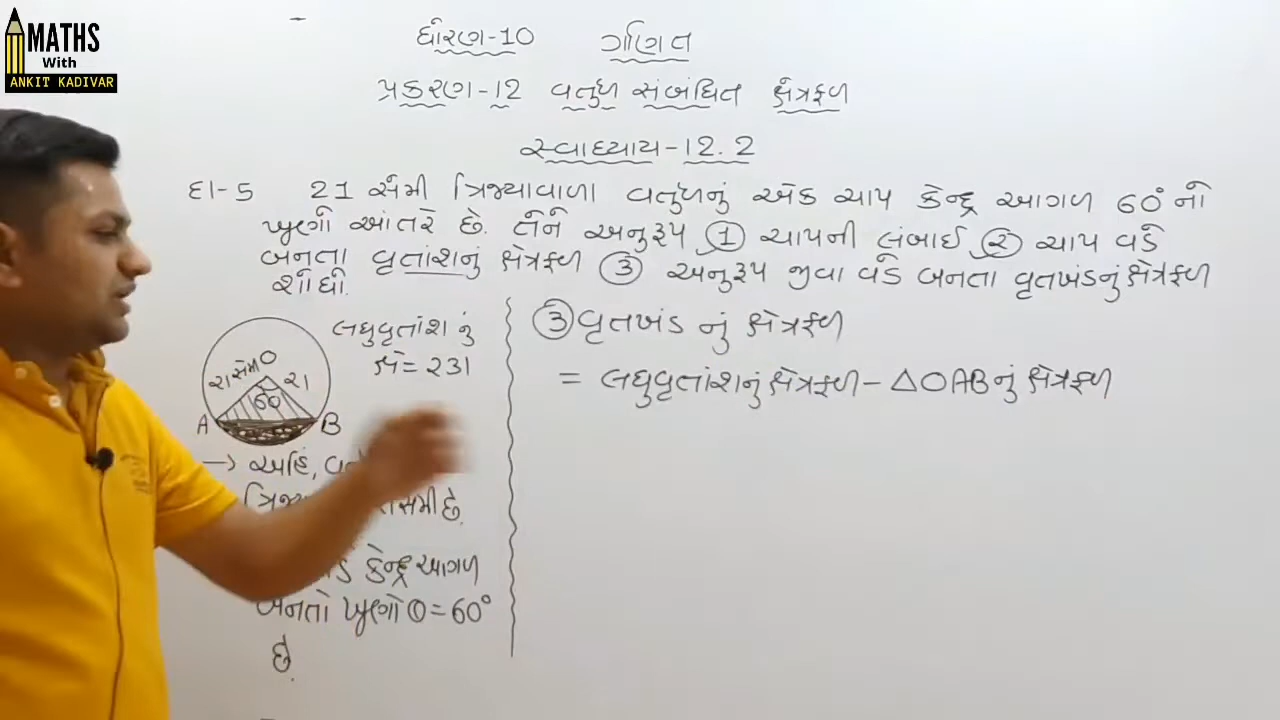 MATHS
With
ANKIT KADIVAR
ધોરણ-10 ગણિત
પ્રકરણ-12 વર્તુળ સંબંધિત ક્ષેત્રફળ
સ્વાધ્યાય-12.2
દા-5 21 સેમી ત્રિજ્યાવાળા વર્તુળનું એક ચાપ કેન્દ્ર આગળ 60° નો
ખૂણો આંતરે છે. તેને અનુરૂપ ① ચાપની લંબાઈ ② ચાપ વડે
બનતા વૃતાંશનું ક્ષેત્રફળ ③ અનુરૂપ જીવા વડે બનતા વૃતખંડનું ક્ષેત્રફળ
શોધો.
લઘુવૃતાંશ નું
ક્ષે = 231
૨૧ સેમી O ૨૧
60
A B
→ અહિં,
ત્રિજ્યા સેમી છે.
કેન્દ્ર આગળ
બનતો ખૂણો θ = 60°
છે.
③ વૃતખંડ નું ક્ષેત્રફળ
= લઘુવૃતાંશનું ક્ષેત્રફળ - △OAB નું ક્ષેત્રફળ